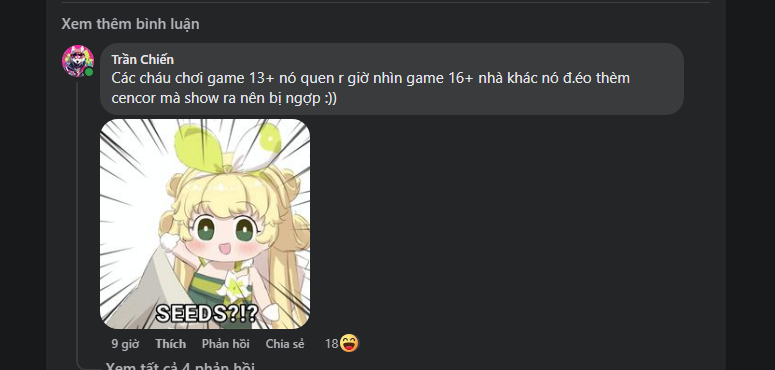 Xem thêm bình luận
Trần Chiến
Các cháu chơi game 13+ nó quen r giờ nhìn game 16+ nhà khác nó đ.éo thèm
cencor mà show ra nên bị ngợp :))
SEEDS?!?
9 giờ Thích Phản hồi Chia sẻ 18
Xem tất cả 4 phản hồi